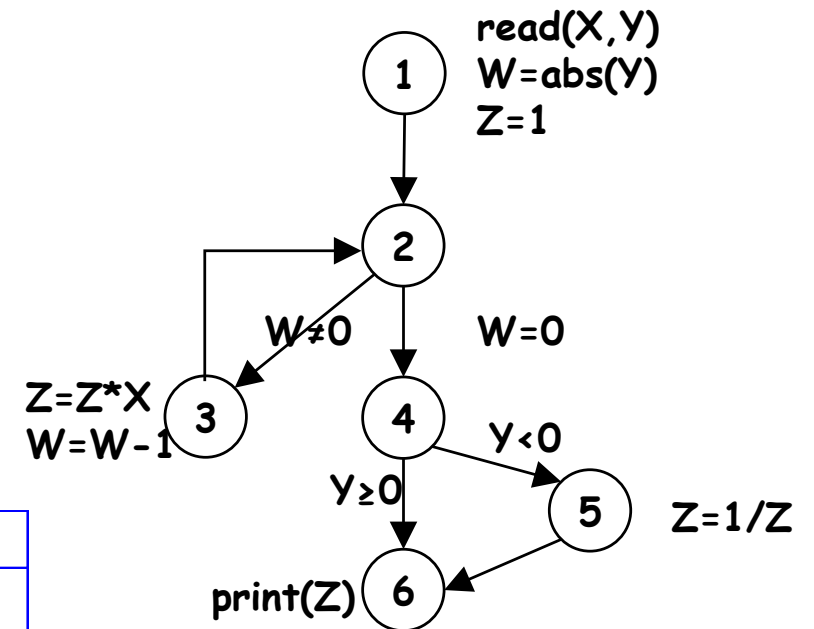 1
read(X,Y)
W=abs(Y)
Z=1
2
W≠0
W=0
Z=Z*X
W=W-1
3
4
Y<0
Y≥0
5
Z=1/Z
print(Z)
6